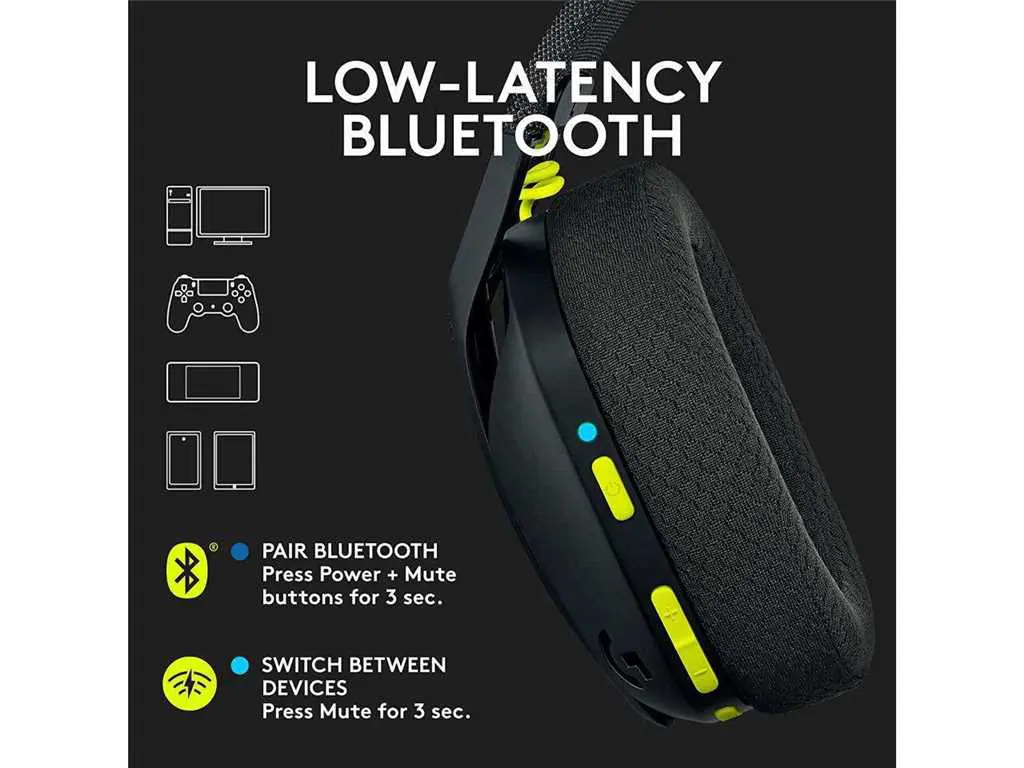 LOW-LATENCY
BLUETOOTH
®
PAIR BLUETOOTH
Press Power + Mute
buttons for 3 sec.
SWITCH BETWEEN
DEVICES
Press Mute for 3 sec.
+
−